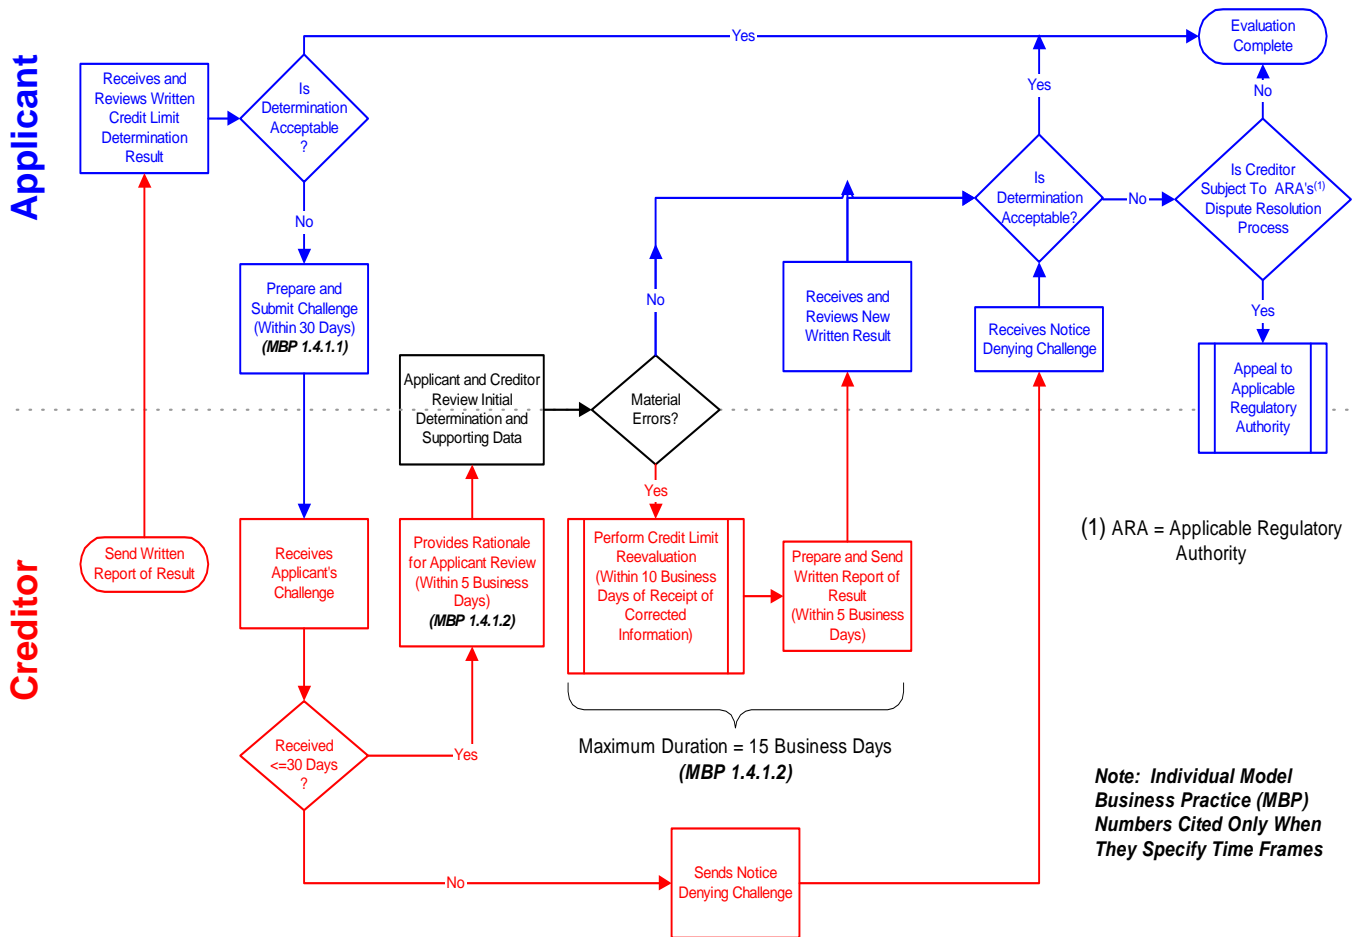 Applicant
Creditor
Receives and
Reviews Written
Credit Limit
Determination
Result
Is
Determination
Acceptable
?
Yes
Evaluation
Complete
No
Prepare and
Submit Challenge
(Within 30 Days)
(MBP 1.4.1.1)
Applicant and Creditor
Review Initial
Determination and
Supporting Data
Material
Errors?
No
Receives and
Reviews New
Written Result
Is
Determination
Acceptable?
Yes
No
Is Creditor
Subject To ARA's(1)
Dispute Resolution
Process
No
Yes
Receives Notice
Denying Challenge
Appeal to
Applicable
Regulatory
Authority
Send Written
Report of Result
Receives
Applicant's
Challenge
Provides Rationale
for Applicant Review
(Within 5 Business
Days)
(MBP 1.4.1.2)
Yes
Perform Credit Limit
Reevaluation
(Within 10 Business
Days of Receipt of
Corrected
Information)
Prepare and Send
Written Report of
Result
(Within 5 Business
Days)
(1) ARA = Applicable Regulatory
Authority
Received
<=30 Days
?
Yes
Maximum Duration = 15 Business Days
(MBP 1.4.1.2)
No
Sends Notice
Denying Challenge
Note: Individual Model
Business Practice (MBP)
Numbers Cited Only When
They Specify Time Frames